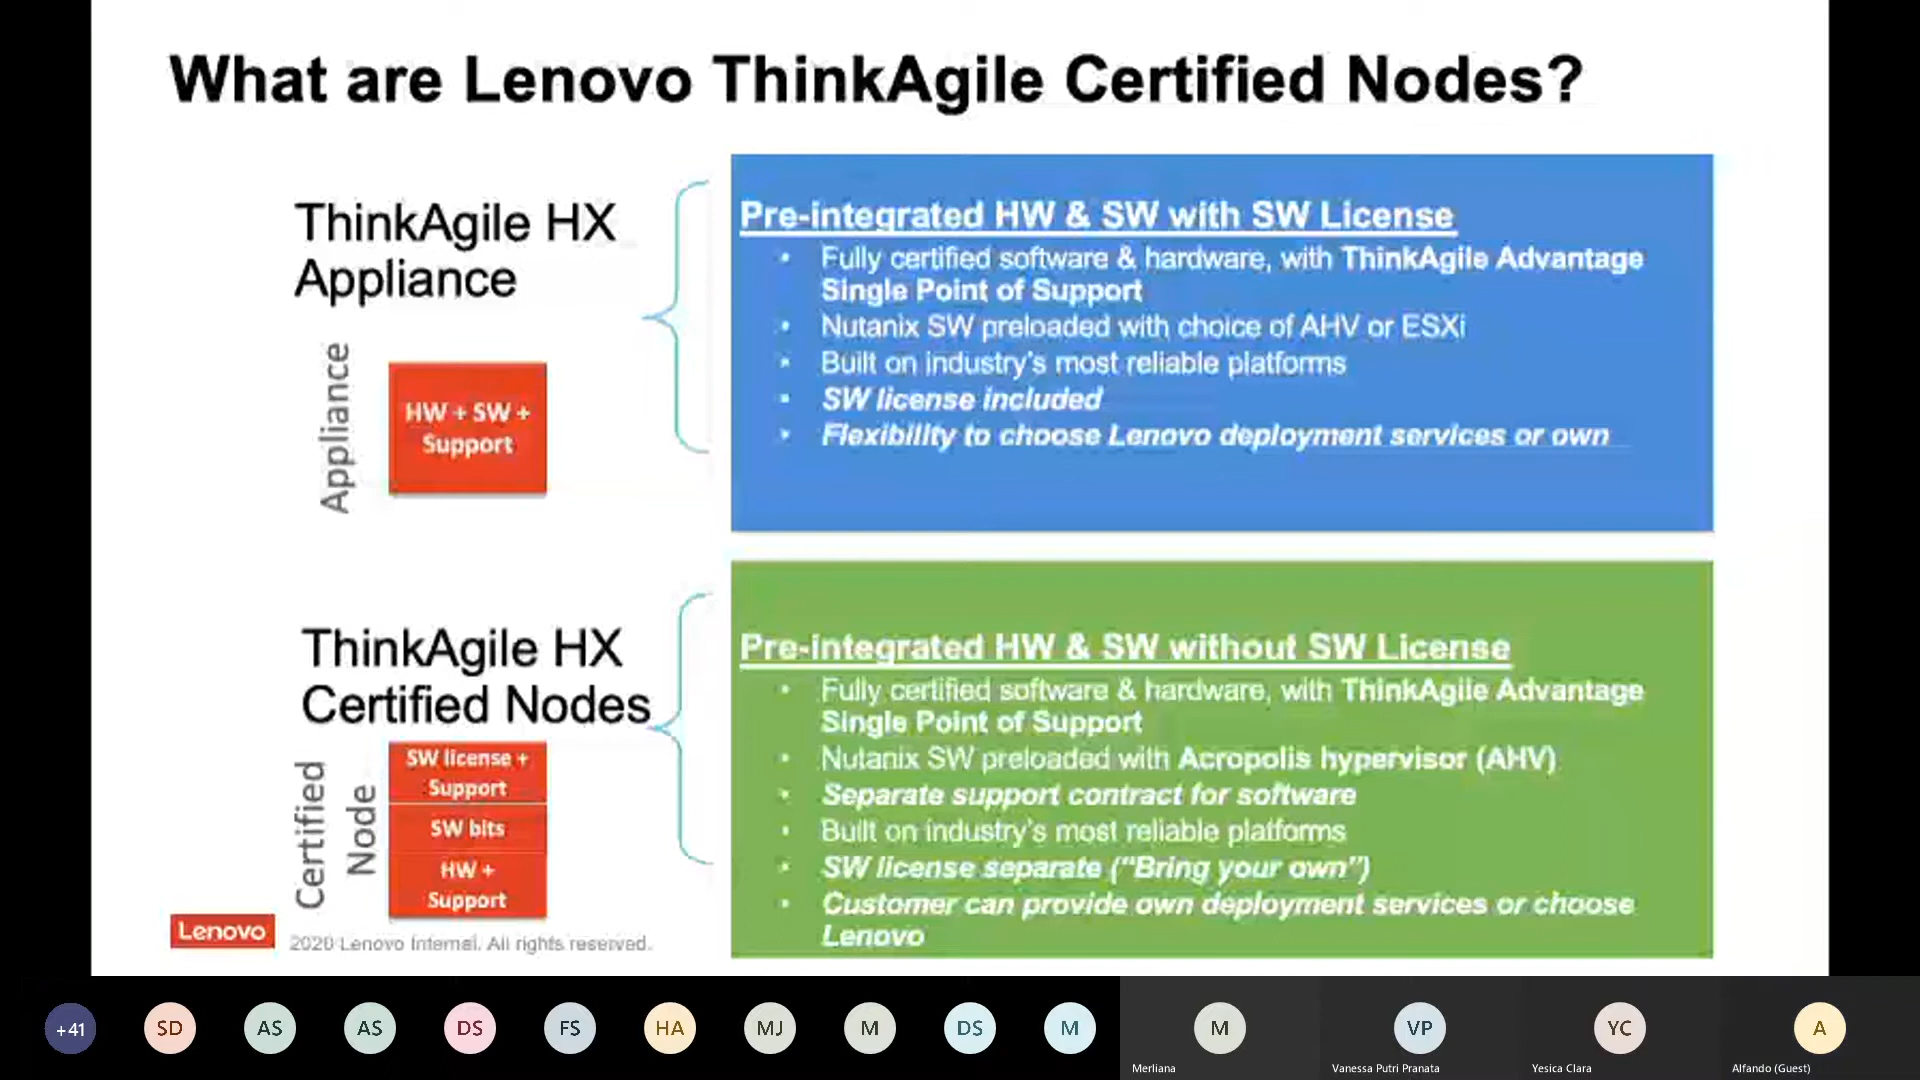 What are Lenovo ThinkAgile Certified Nodes?
ThinkAgile HX
Appliance
Appliance
HW + SW +
Support
Pre-integrated HW & SW with SW License
• Fully certified software & hardware, with ThinkAgile Advantage
Single Point of Support
• Nutanix SW preloaded with choice of AHV or ESXi
• Built on industry's most reliable platforms
• SW license included
• Flexibility to choose Lenovo deployment services or own
ThinkAgile HX
Certified Nodes
Certified
Node
SW license +
Support
SW bits
HW +
Support
Pre-integrated HW & SW without SW License
• Fully certified software & hardware, with ThinkAgile Advantage
Single Point of Support
• Nutanix SW preloaded with Acropolis hypervisor (AHV)
• Separate support contract for software
• Built on industry's most reliable platforms
• SW license separate ("Bring your own")
• Customer can provide own deployment services or choose
Lenovo
Lenovo
2020 Lenovo Internal. All rights reserved.
+41
SD
AS
AS
DS
FS
HA
MJ
M
DS
M
M
VP
YC
A
Merliana
Vanessa Putri Pranata
Yesica Clara
Alfando (Guest)